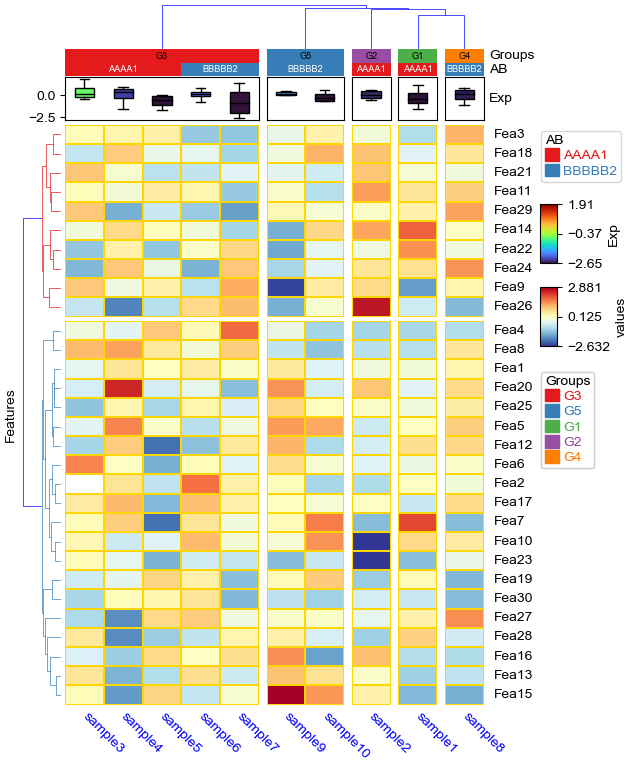 G3 G5 G2 G1 G4 Groups
AAAA1 BBBBB2 BBBBB2 AAAA1 AAAA1 BBBBB2 AB
0.0
−2.5
Exp
Fea3
Fea18
Fea21
Fea11
Fea29
Fea14
Fea22
Fea24
Fea9
Fea26
Fea4
Fea8
Fea1
Fea20
Fea25
Fea5
Fea12
Fea6
Fea2
Fea17
Fea7
Fea10
Fea23
Fea19
Fea30
Fea27
Fea28
Fea16
Fea13
Fea15
Features
sample3
sample4
sample5
sample6
sample7
sample9
sample10
sample2
sample1
sample8
AB
AAAA1
BBBBB2
1.91
−0.37
−2.65
Exp
2.881
0.125
−2.632
values
Groups
G3
G5
G1
G2
G4